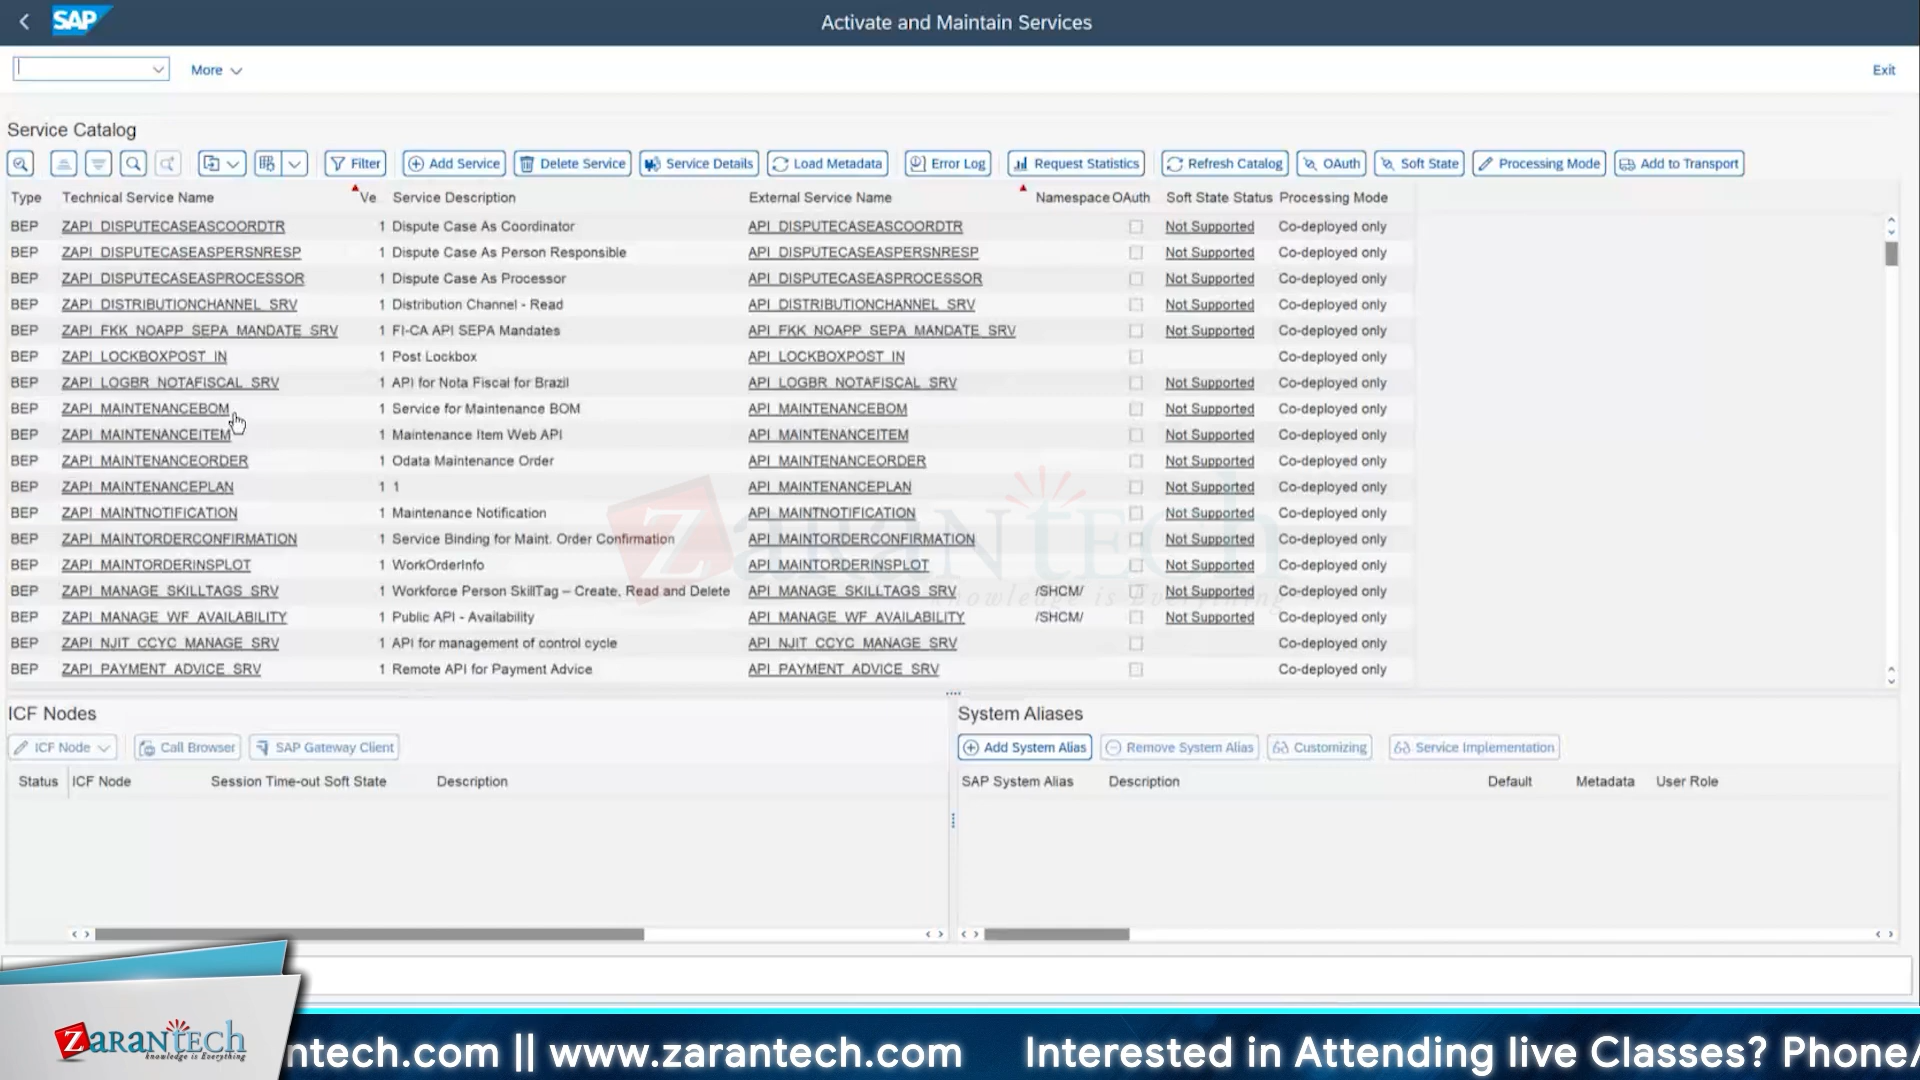 SAP
Activate and Maintain Services
More
Exit
Service Catalog
Filter Add Service Delete Service Service Details Load Metadata Error Log Request Statistics Refresh Catalog OAuth Soft State Processing Mode Add to Transport
Type Technical Service Name Ve Service Description External Service Name Namespace OAuth Soft State Status Processing Mode
BEP ZAPI_DISPUTECASEASCOORDTR 1 Dispute Case As Coordinator API_DISPUTECASEASCOORDTR Not Supported Co-deployed only
BEP ZAPI_DISPUTECASEASPERSNRESP 1 Dispute Case As Person Responsible API_DISPUTECASEASPERSNRESP Not Supported Co-deployed only
BEP ZAPI_DISPUTECASEASPROCESSOR 1 Dispute Case As Processor API_DISPUTECASEASPROCESSOR Not Supported Co-deployed only
BEP ZAPI_DISTRIBUTIONCHANNEL_SRV 1 Distribution Channel - Read API_DISTRIBUTIONCHANNEL_SRV Not Supported Co-deployed only
BEP ZAPI_FKK_NOAPP_SEPA_MANDATE_SRV 1 FI-CA API SEPA Mandates API_FKK_NOAPP_SEPA_MANDATE_SRV Not Supported Co-deployed only
BEP ZAPI_LOCKBOXPOST_IN 1 Post Lockbox API_LOCKBOXPOST_IN Co-deployed only
BEP ZAPI_LOGBR_NOTAFISCAL_SRV 1 API for Nota Fiscal for Brazil API_LOGBR_NOTAFISCAL_SRV Not Supported Co-deployed only
BEP ZAPI_MAINTENANCEBOM 1 Service for Maintenance BOM API_MAINTENANCEBOM Not Supported Co-deployed only
BEP ZAPI_MAINTENANCEITEM 1 Maintenance Item Web API API_MAINTENANCEITEM Not Supported Co-deployed only
BEP ZAPI_MAINTENANCEORDER 1 Odata Maintenance Order API_MAINTENANCEORDER Not Supported Co-deployed only
BEP ZAPI_MAINTENANCEPLAN 1 1 API_MAINTENANCEPLAN Not Supported Co-deployed only
BEP ZAPI_MAINTNOTIFICATION 1 Maintenance Notification API_MAINTNOTIFICATION Not Supported Co-deployed only
BEP ZAPI_MAINTORDERCONFIRMATION 1 Service Binding for Maint. Order Confirmation API_MAINTORDERCONFIRMATION Not Supported Co-deployed only
BEP ZAPI_MAINTORDERINSPLOT 1 WorkOrderInfo API_MAINTORDERINSPLOT Not Supported Co-deployed only
BEP ZAPI_MANAGE_SKILLTAGS_SRV 1 Workforce Person SkillTag – Create, Read and Delete API_MANAGE_SKILLTAGS_SRV /SHCM/ Not Supported Co-deployed only
BEP ZAPI_MANAGE_WF_AVAILABILITY 1 Public API - Availability API_MANAGE_WF_AVAILABILITY /SHCM/ Not Supported Co-deployed only
BEP ZAPI_NJIT_CCYC_MANAGE_SRV 1 API for management of control cycle API_NJIT_CCYC_MANAGE_SRV Co-deployed only
BEP ZAPI_PAYMENT_ADVICE_SRV 1 Remote API for Payment Advice API_PAYMENT_ADVICE_SRV Co-deployed only
ZaranTech
knowledge is Everything
ICF Nodes
ICF Node Call Browser SAP Gateway Client
Status ICF Node Session Time-out Soft State Description
System Aliases
Add System Alias Remove System Alias Customizing Service Implementation
SAP System Alias Description Default Metadata User Role
ZaranTech
knowledge is Everything
ntech.com || www.zarantech.com Interested in Attending live Classes? Phone/